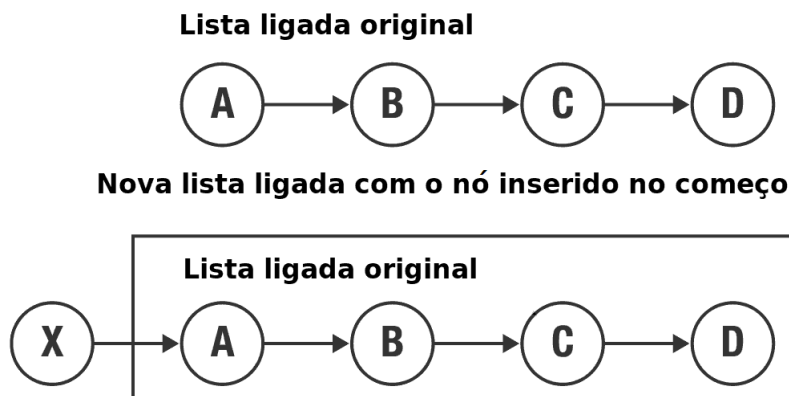 Lista ligada original
A B C D
Nova lista ligada com o nó inserido no começo
Lista ligada original
X A B C D